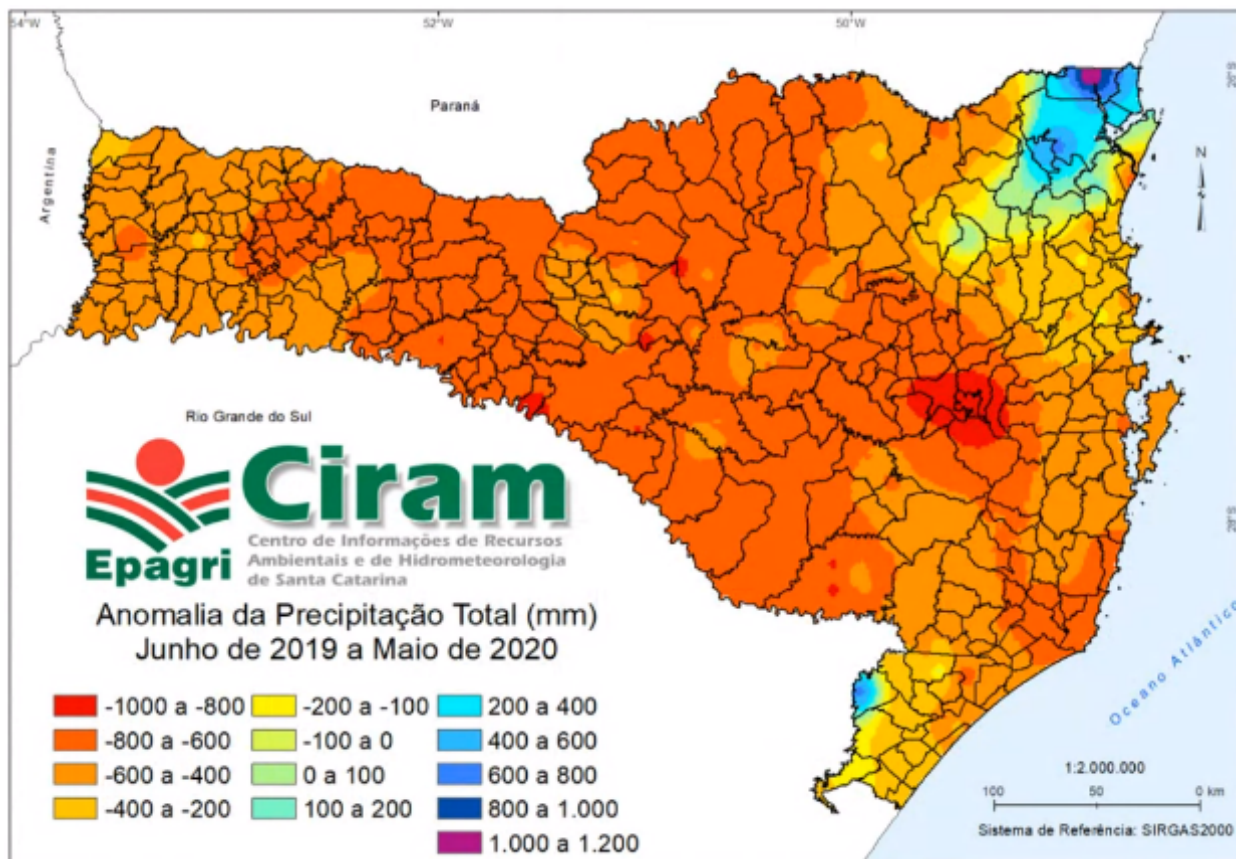 54°W
52°W
50°W
26°S
Paraná
Argentina
N
Rio Grande do Sul
28°S
Ciram
Epagri
Centro de Informações de Recursos
Ambientais e de Hidrometeorologia
de Santa Catarina
Anomalia da Precipitação Total (mm)
Junho de 2019 a Maio de 2020
-1000 a -800
-200 a -100
200 a 400
-800 a -600
-100 a 0
400 a 600
-600 a -400
0 a 100
600 a 800
-400 a -200
100 a 200
800 a 1.000
1.000 a 1.200
Oceano Atlântico
1:2.000.000
100
50
0 km
Sistema de Referência: SIRGAS2000